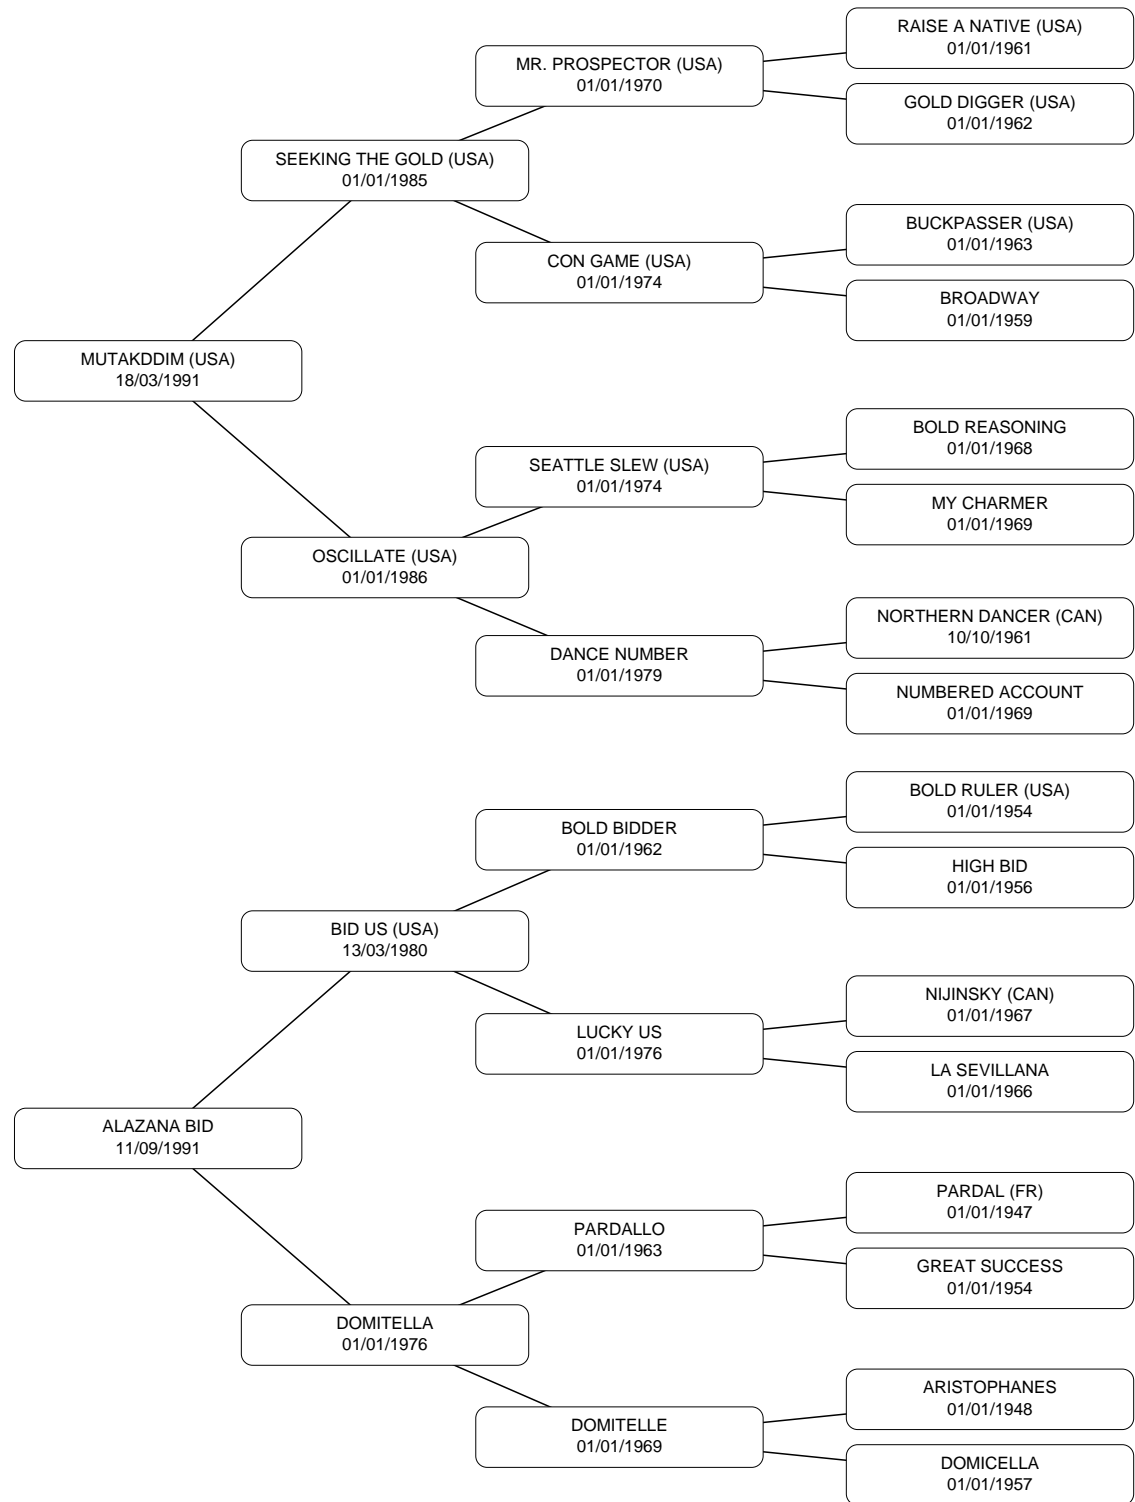 RAISE A NATIVE (USA)
01/01/1961
MR. PROSPECTOR (USA)
01/01/1970
GOLD DIGGER (USA)
01/01/1962
SEEKING THE GOLD (USA)
01/01/1985
BUCKPASSER (USA)
01/01/1963
CON GAME (USA)
01/01/1974
BROADWAY
01/01/1959
MUTAKDDIM (USA)
18/03/1991
BOLD REASONING
01/01/1968
SEATTLE SLEW (USA)
01/01/1974
MY CHARMER
01/01/1969
OSCILLATE (USA)
01/01/1986
NORTHERN DANCER (CAN)
10/10/1961
DANCE NUMBER
01/01/1979
NUMBERED ACCOUNT
01/01/1969
BOLD RULER (USA)
01/01/1954
BOLD BIDDER
01/01/1962
HIGH BID
01/01/1956
BID US (USA)
13/03/1980
NIJINSKY (CAN)
01/01/1967
LUCKY US
01/01/1976
LA SEVILLANA
01/01/1966
ALAZANA BID
11/09/1991
PARDAL (FR)
01/01/1947
PARDALLO
01/01/1963
GREAT SUCCESS
01/01/1954
DOMITELLA
01/01/1976
ARISTOPHANES
01/01/1948
DOMITELLE
01/01/1969
DOMICELLA
01/01/1957